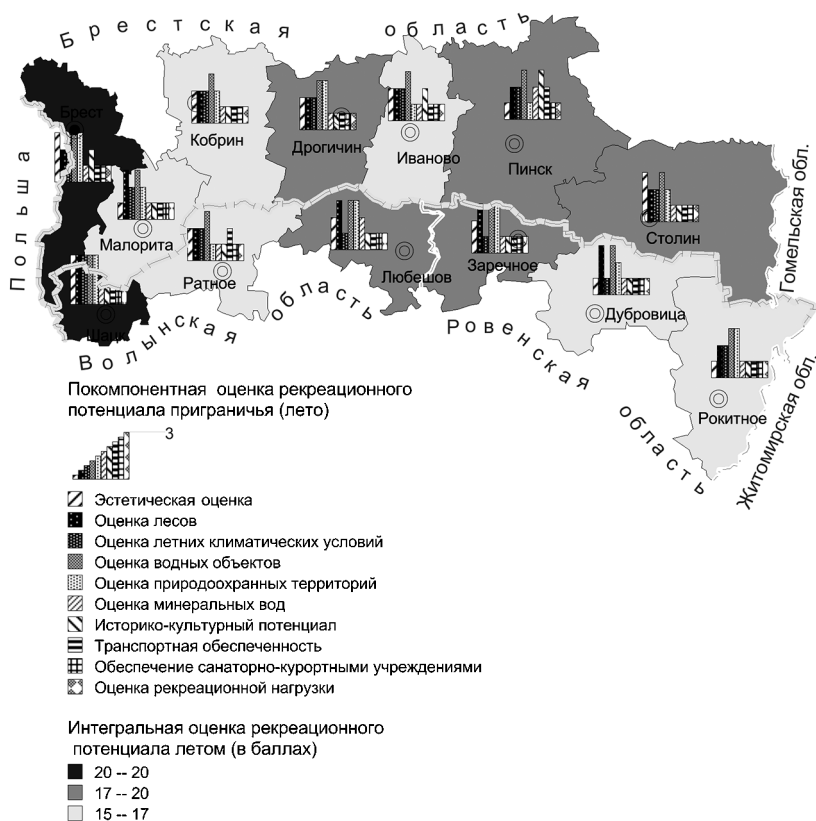 Брестская область
Брест
Кобрин
Дрогичин
Иваново
Пинск
Польша
Малорита
Ратное
Любешов
Заречное
Столин
Гомельская обл.
Шацк
Волынская область
Ровенская область
Дубровица
Рокитное
Житомирская обл.
Покомпонентная оценка рекреационного
потенциала приграничья (лето)
3
Эстетическая оценка
Оценка лесов
Оценка летних климатических условий
Оценка водных объектов
Оценка природоохранных территорий
Оценка минеральных вод
Историко-культурный потенциал
Транспортная обеспеченность
Обеспечение санаторно-курортными учреждениями
Оценка рекреационной нагрузки
Интегральная оценка рекреационного
потенциала летом (в баллах)
20 -- 20
17 -- 20
15 -- 17